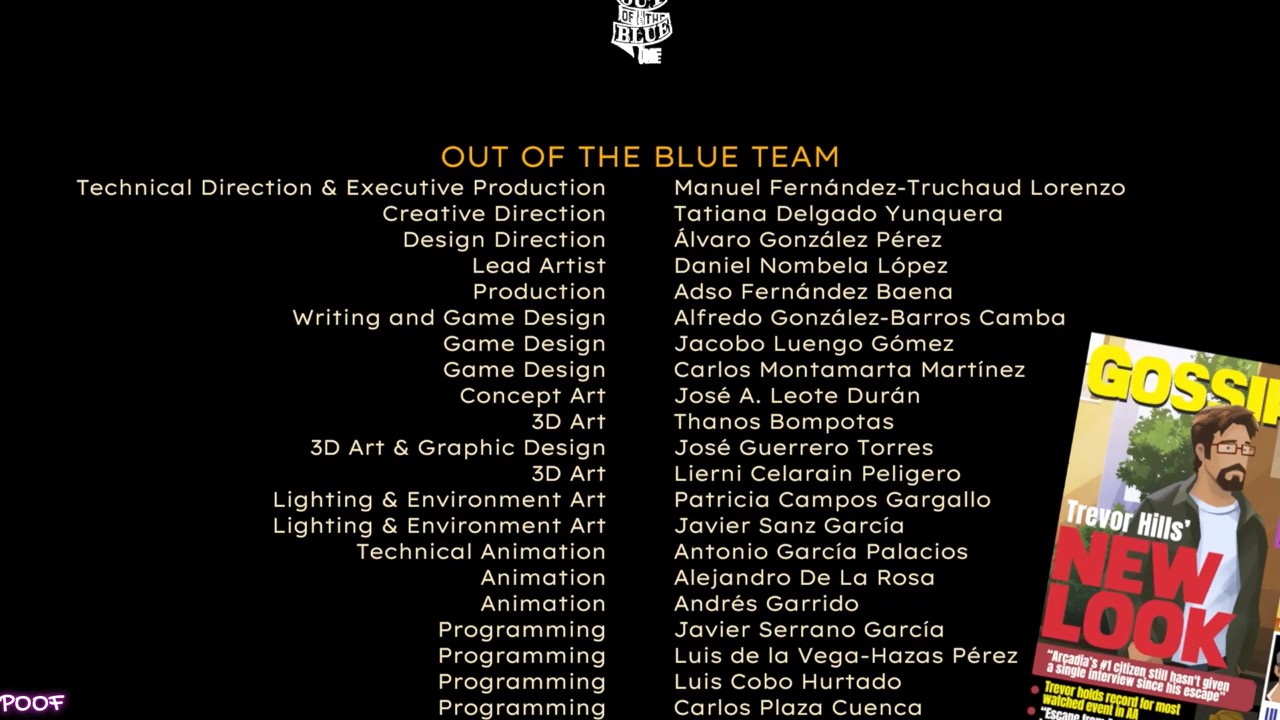 OUT
OF THE
BLUE
OUT OF THE BLUE TEAM
Technical Direction & Executive Production Manuel Fernández-Truchaud Lorenzo
Creative Direction Tatiana Delgado Yunquera
Design Direction Álvaro González Pérez
Lead Artist Daniel Nombela López
Production Adso Fernández Baena
Writing and Game Design Alfredo González-Barros Camba
Game Design Jacobo Luengo Gómez
Game Design Carlos Montamarta Martínez
Concept Art José A. Leote Durán
3D Art Thanos Bompotas
3D Art & Graphic Design José Guerrero Torres
3D Art Lierni Celarain Peligero
Lighting & Environment Art Patricia Campos Gargallo
Lighting & Environment Art Javier Sanz García
Technical Animation Antonio García Palacios
Animation Alejandro De La Rosa
Animation Andrés Garrido
Programming Javier Serrano García
Programming Luis de la Vega-Hazas Pérez
Programming Luis Cobo Hurtado
Programming Carlos Plaza Cuenca
GOSSIP
Trevor Hills'
NEW
LOOK
"Arcadia's #1 citizen still hasn't given
a single interview since his escape"
Trevor holds record for most
watched event in AA
"Escape from
POOF